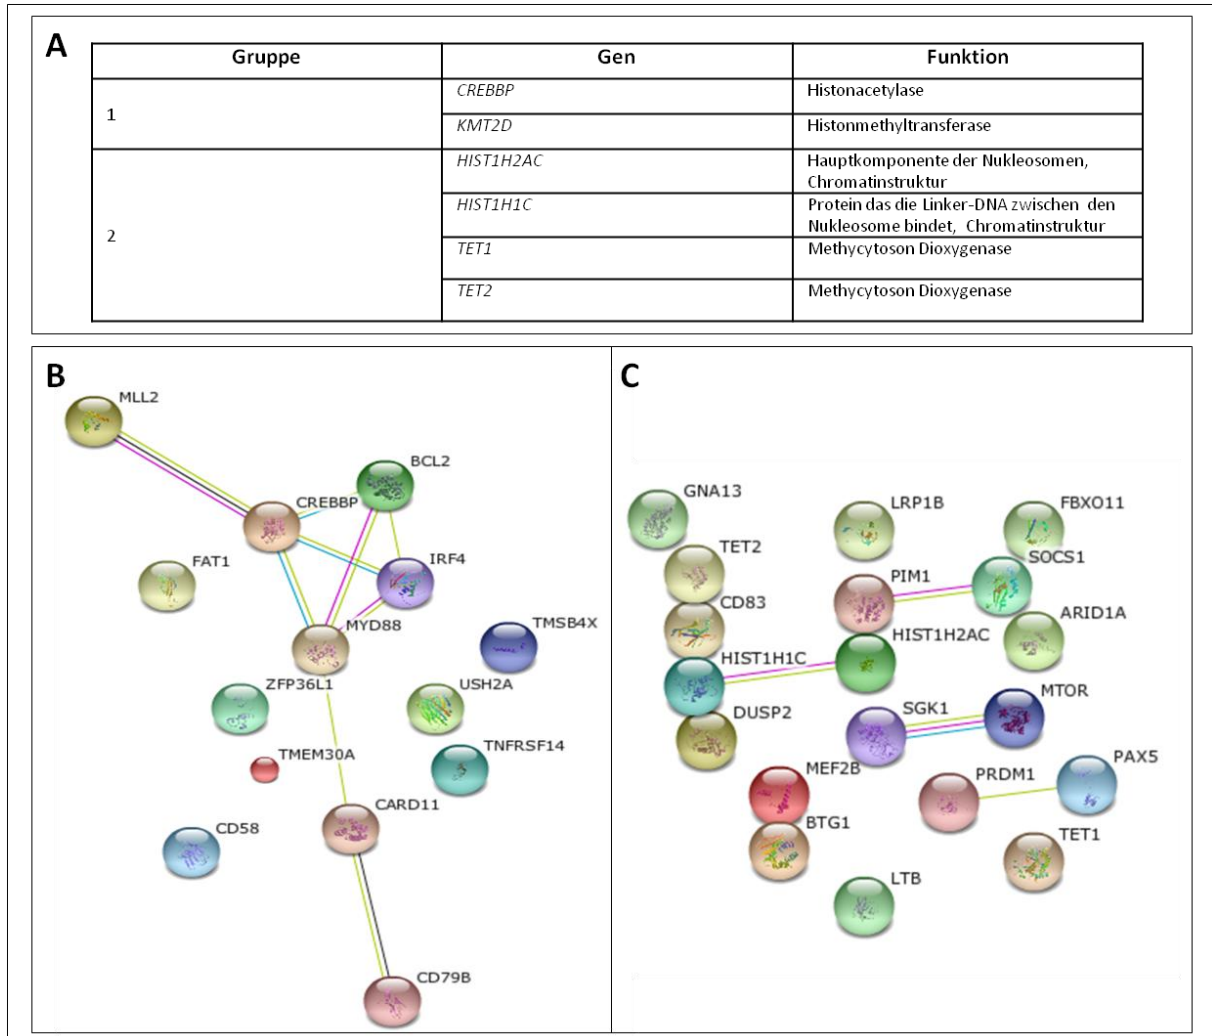 A
Gruppe Gen Funktion
1
CREBBP Histonacetylase
KMT2D Histonmethyltransferase
2
HIST1H2AC Hauptkomponente der Nukleosomen,
Chromatinstruktur
HIST1H1C Protein das die Linker-DNA zwischen den
Nukleosome bindet, Chromatinstruktur
TET1 Methycytoson Dioxygenase
TET2 Methycytoson Dioxygenase
B
MLL2
BCL2
CREBBP
FAT1
IRF4
MYD88
TMSB4X
ZFP36L1
USH2A
TMEM30A
TNFRSF14
CARD11
CD58
CD79B
C
GNA13
LRP1B
FBXO11
TET2
SOCS1
PIM1
CD83
ARID1A
HIST1H2AC
HIST1H1C
MTOR
SGK1
DUSP2
PAX5
MEF2B
PRDM1
BTG1
TET1
LTB